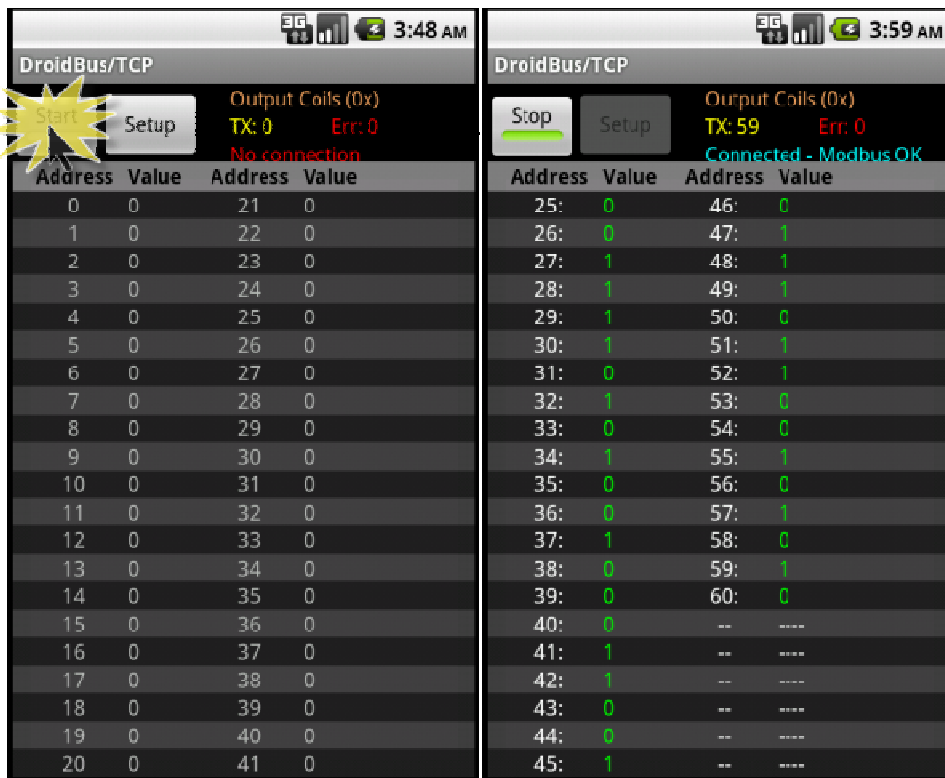 3G 3:48 AM
DroidBus/TCP
Start Setup
Output Coils (0x)
TX: 0 Err: 0
No connection
Address Value Address Value
0 0 21 0
1 0 22 0
2 0 23 0
3 0 24 0
4 0 25 0
5 0 26 0
6 0 27 0
7 0 28 0
8 0 29 0
9 0 30 0
10 0 31 0
11 0 32 0
12 0 33 0
13 0 34 0
14 0 35 0
15 0 36 0
16 0 37 0
17 0 38 0
18 0 39 0
19 0 40 0
20 0 41 0
3G 3:59 AM
DroidBus/TCP
Stop Setup
Output Coils (0x)
TX: 59 Err: 0
Connected - Modbus OK
Address Value Address Value
25: 0 46: 0
26: 0 47: 1
27: 1 48: 1
28: 1 49: 1
29: 1 50: 0
30: 1 51: 1
31: 0 52: 1
32: 1 53: 0
33: 0 54: 0
34: 1 55: 1
35: 0 56: 0
36: 0 57: 1
37: 1 58: 0
38: 0 59: 1
39: 0 60: 0
40: 0 -- ----
41: 1 -- ----
42: 1 -- ----
43: 0 -- ----
44: 0 -- ----
45: 1 -- ----